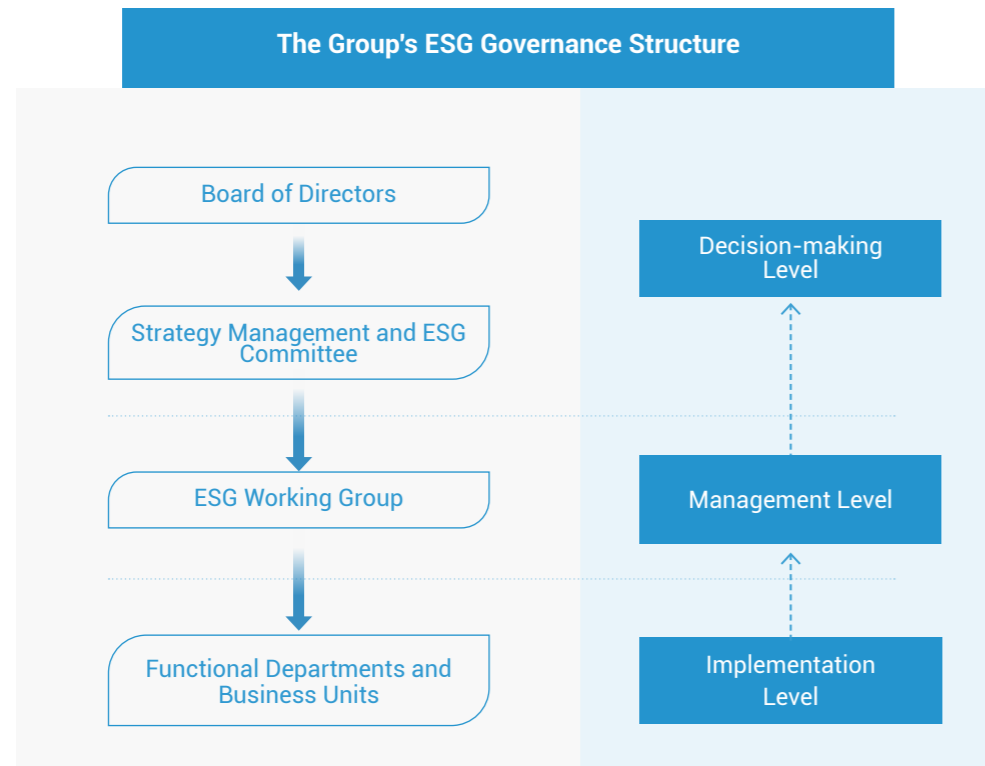 The Group's ESG Governance Structure
Board of Directors
Strategy Management and ESG
Committee
ESG Working Group
Functional Departments and
Business Units
Decision-making
Level
Management Level
Implementation
Level